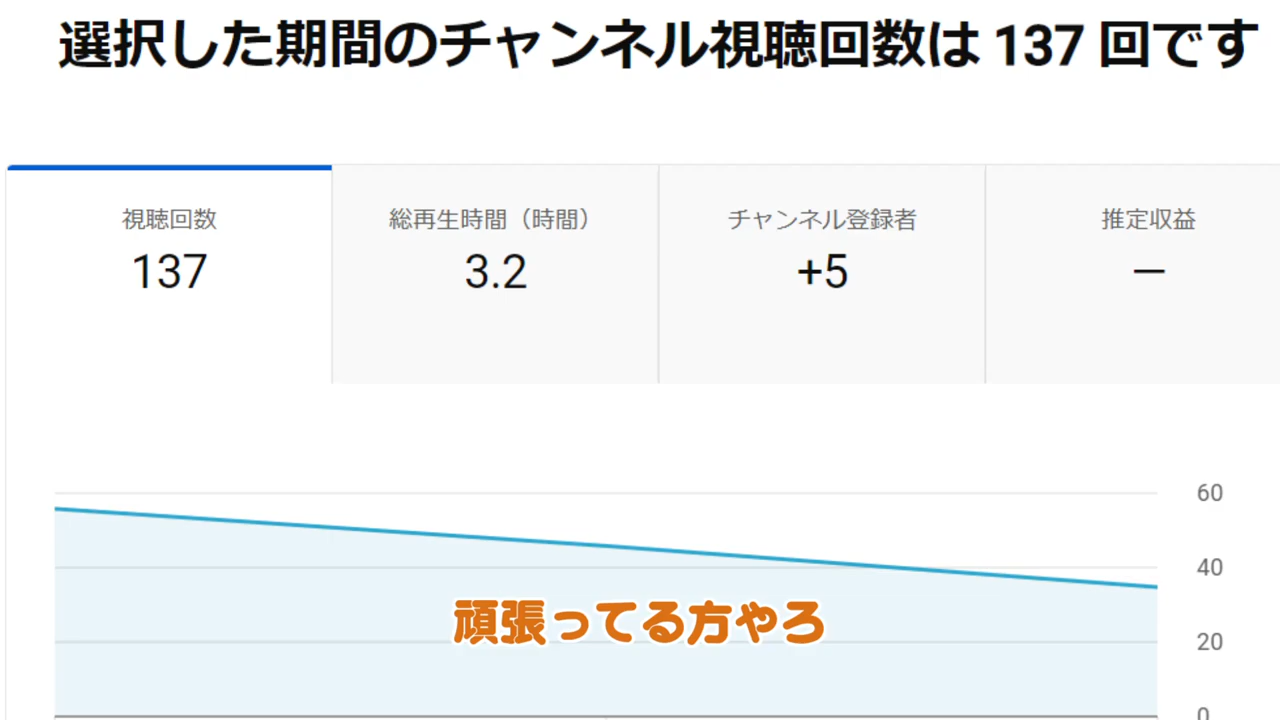 選択した期間のチャンネル視聴回数は 137 回です
視聴回数
137
総再生時間（時間）
3.2
チャンネル登録者
+5
推定収益
—
60
40
20
0
頑張ってる方やろ